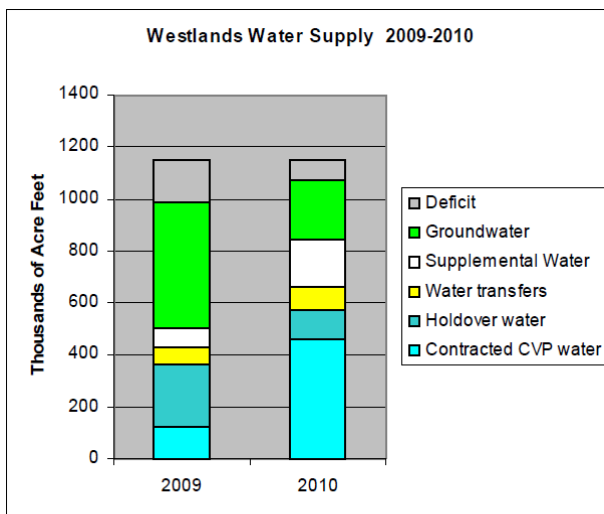 Westlands Water Supply 2009-2010
Thousands of Acre Feet
1400
1200
1000
800
600
400
200
0
2009
2010
Deficit
Groundwater
Supplemental Water
Water transfers
Holdover water
Contracted CVP water